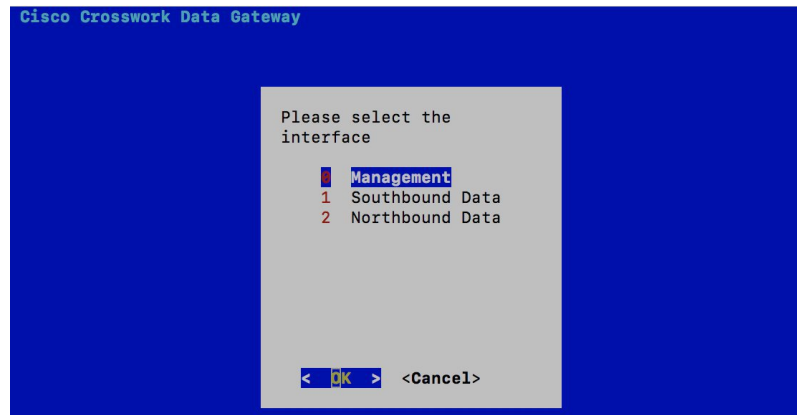 Cisco Crosswork Data Gateway
Please select the
interface
0 Management
1 Southbound Data
2 Northbound Data
< OK > <Cancel>